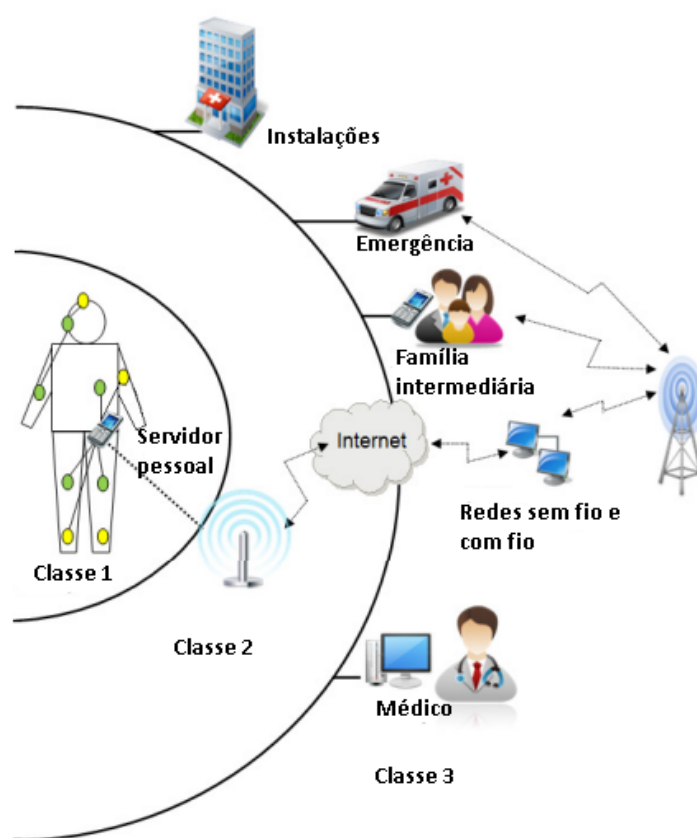 Instalações
Emergência
Família
intermediária
Servidor
pessoal
Internet
Redes sem fio e
com fio
Classe 1
Classe 2
Médico
Classe 3